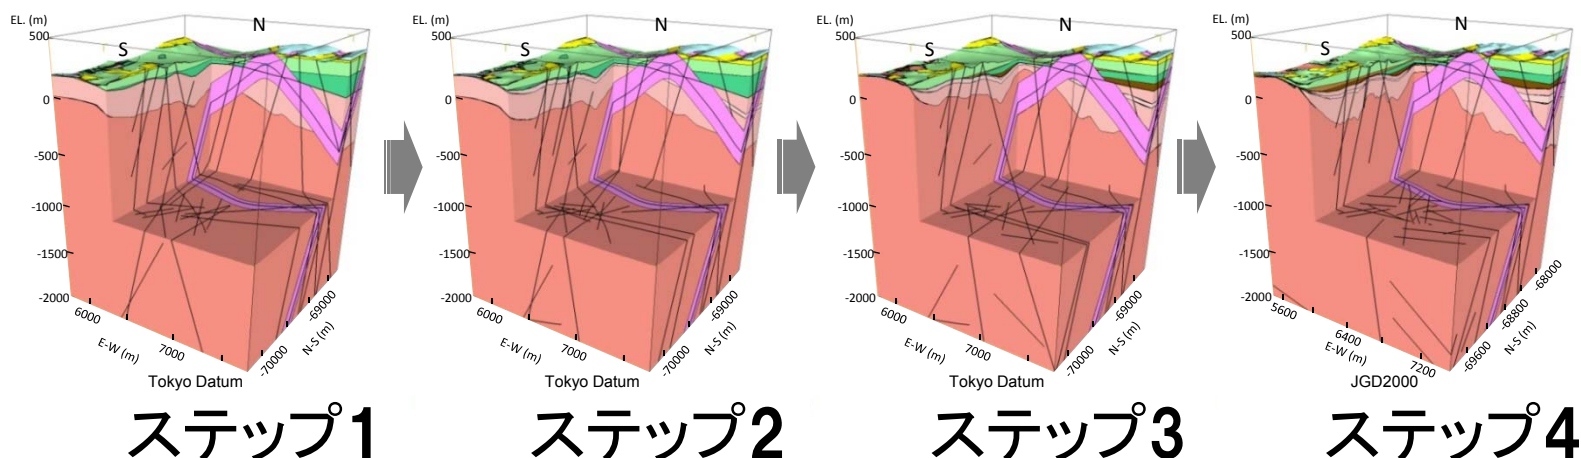 EL. (m)
500
0
-500
-1000
-1500
-2000
S
N
6000
7000
E-W (m)
-70000
-69000
N-S (m)
Tokyo Datum
ステップ1
EL. (m)
500
0
-500
-1000
-1500
-2000
S
N
6000
7000
E-W (m)
-70000
-69000
N-S (m)
Tokyo Datum
ステップ2
EL. (m)
500
0
-500
-1000
-1500
-2000
S
N
6000
7000
E-W (m)
-70000
-69000
N-S (m)
Tokyo Datum
ステップ3
EL. (m)
500
0
-500
-1000
-1500
-2000
S
N
5600
6400
7200
E-W (m)
-69600
-68800
-68000
N-S (m)
JGD2000
ステップ4